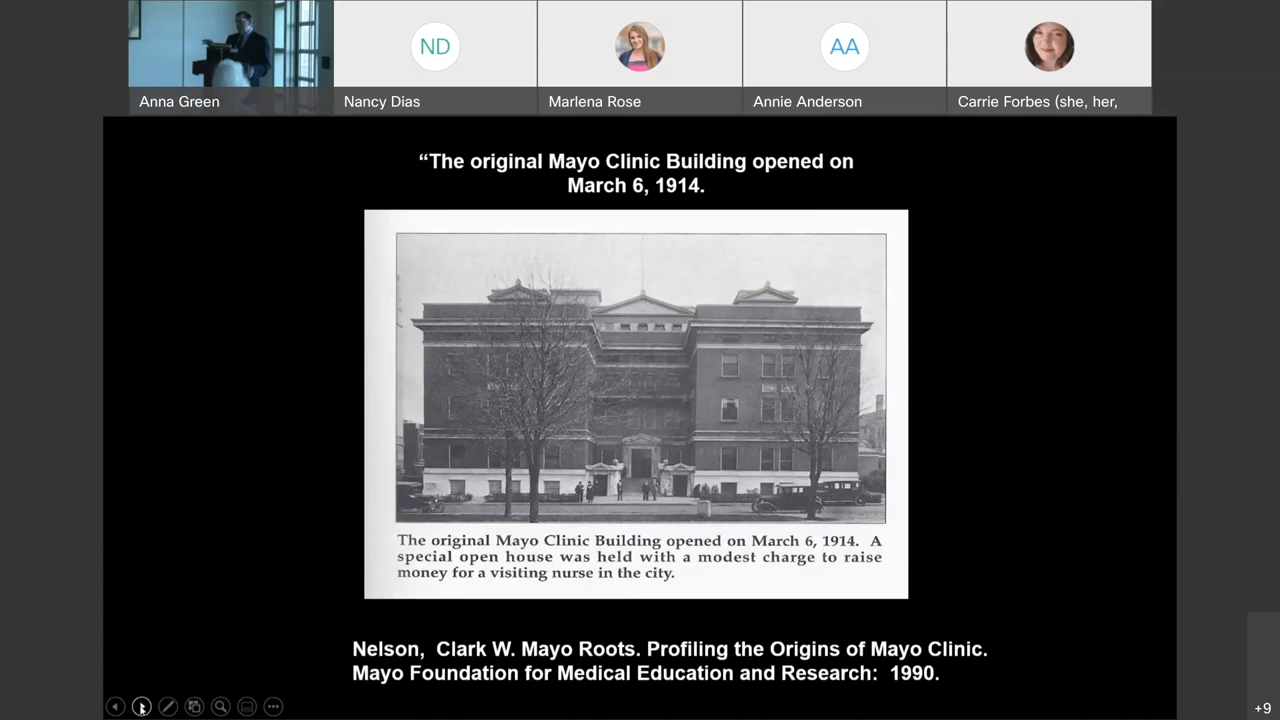 ND
AA
Anna Green
Nancy Dias
Marlena Rose
Annie Anderson
Carrie Forbes (she, her,
“The original Mayo Clinic Building opened on
March 6, 1914.
The original Mayo Clinic Building opened on March 6, 1914. A
special open house was held with a modest charge to raise
money for a visiting nurse in the city.
Nelson, Clark W. Mayo Roots. Profiling the Origins of Mayo Clinic.
Mayo Foundation for Medical Education and Research: 1990.
+9